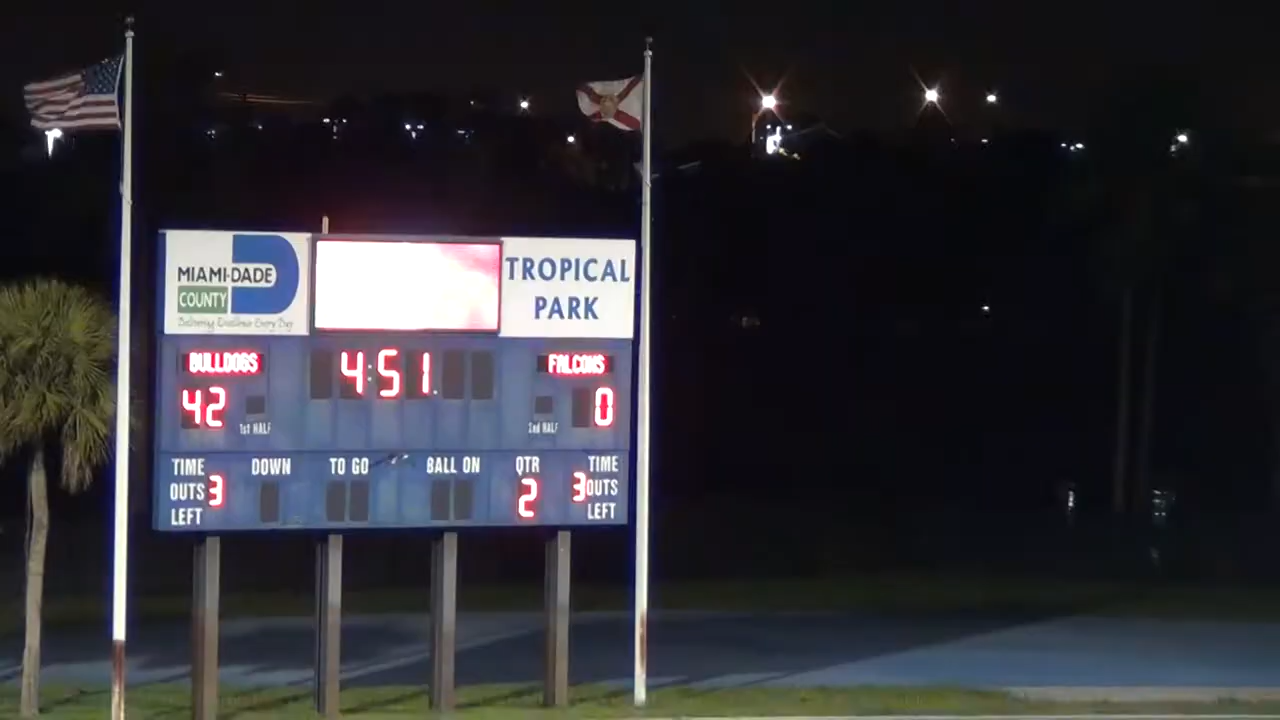 MIAMI-DADE
COUNTY
Delivering Excellence Every Day
TROPICAL
PARK
BULLDOGS
4:51
FALCONS
42
1st HALF
2nd HALF
0
TIME
OUTS 3
LEFT
DOWN
TO GO
BALL ON
QTR
2
TIME
3 OUTS
LEFT